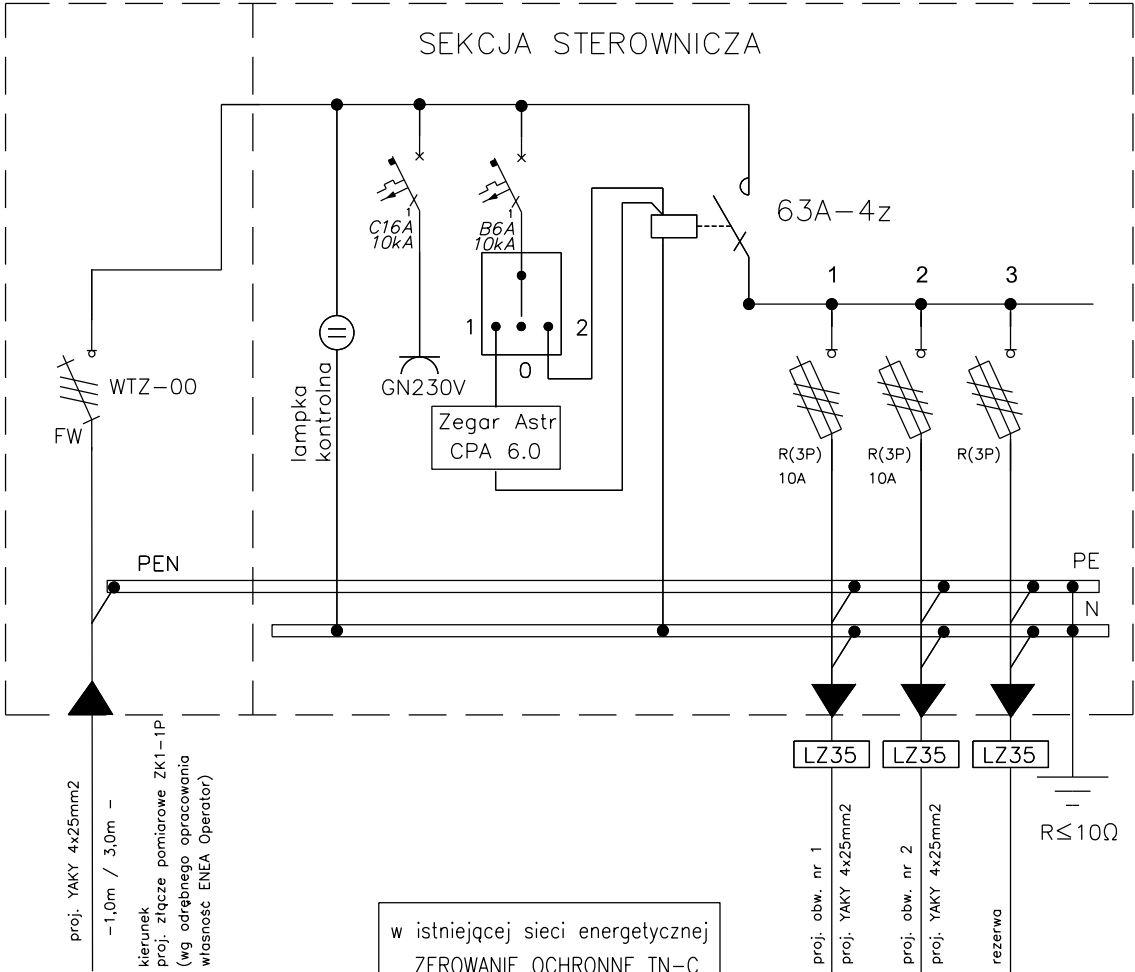 SEKCJA STEROWNICZA
63A-4z
1
C16A
10kA
1
B6A
10kA
1
2
3
1
2
0
WTZ-00
FW
GN230V
lampka
kontrolna
Zegar Astr
CPA 6.0
R(3P)
10A
R(3P)
10A
R(3P)
PEN
PE
N
LZ35
LZ35
LZ35
R≤10Ω
proj. YAKY 4x25mm2
-1,0m / 3,0m -
kierunek
proj. złącze pomiarowe ZK1-1P
(wg odrębnego opracowania
własność ENEA Operator)
proj. obw. nr 1
proj. YAKY 4x25mm2
proj. obw. nr 2
proj. YAKY 4x25mm2
rezerwa
w istniejącej sieci energetycznej
ZEROWANIE OCHRONNE TN-C